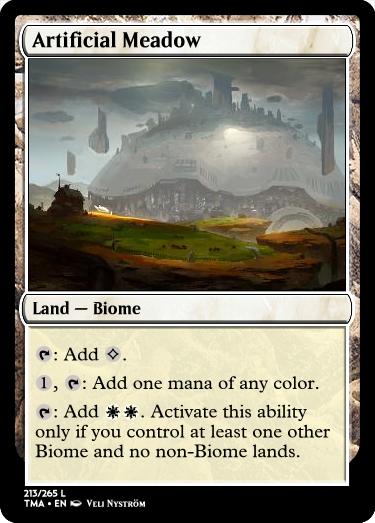 Artificial Meadow
Land — Biome
: Add .
1, : Add one mana of any color.
: Add . Activate this ability
only if you control at least one other
Biome and no non-Biome lands.
213/265 L
TMA • EN Veli Nyström